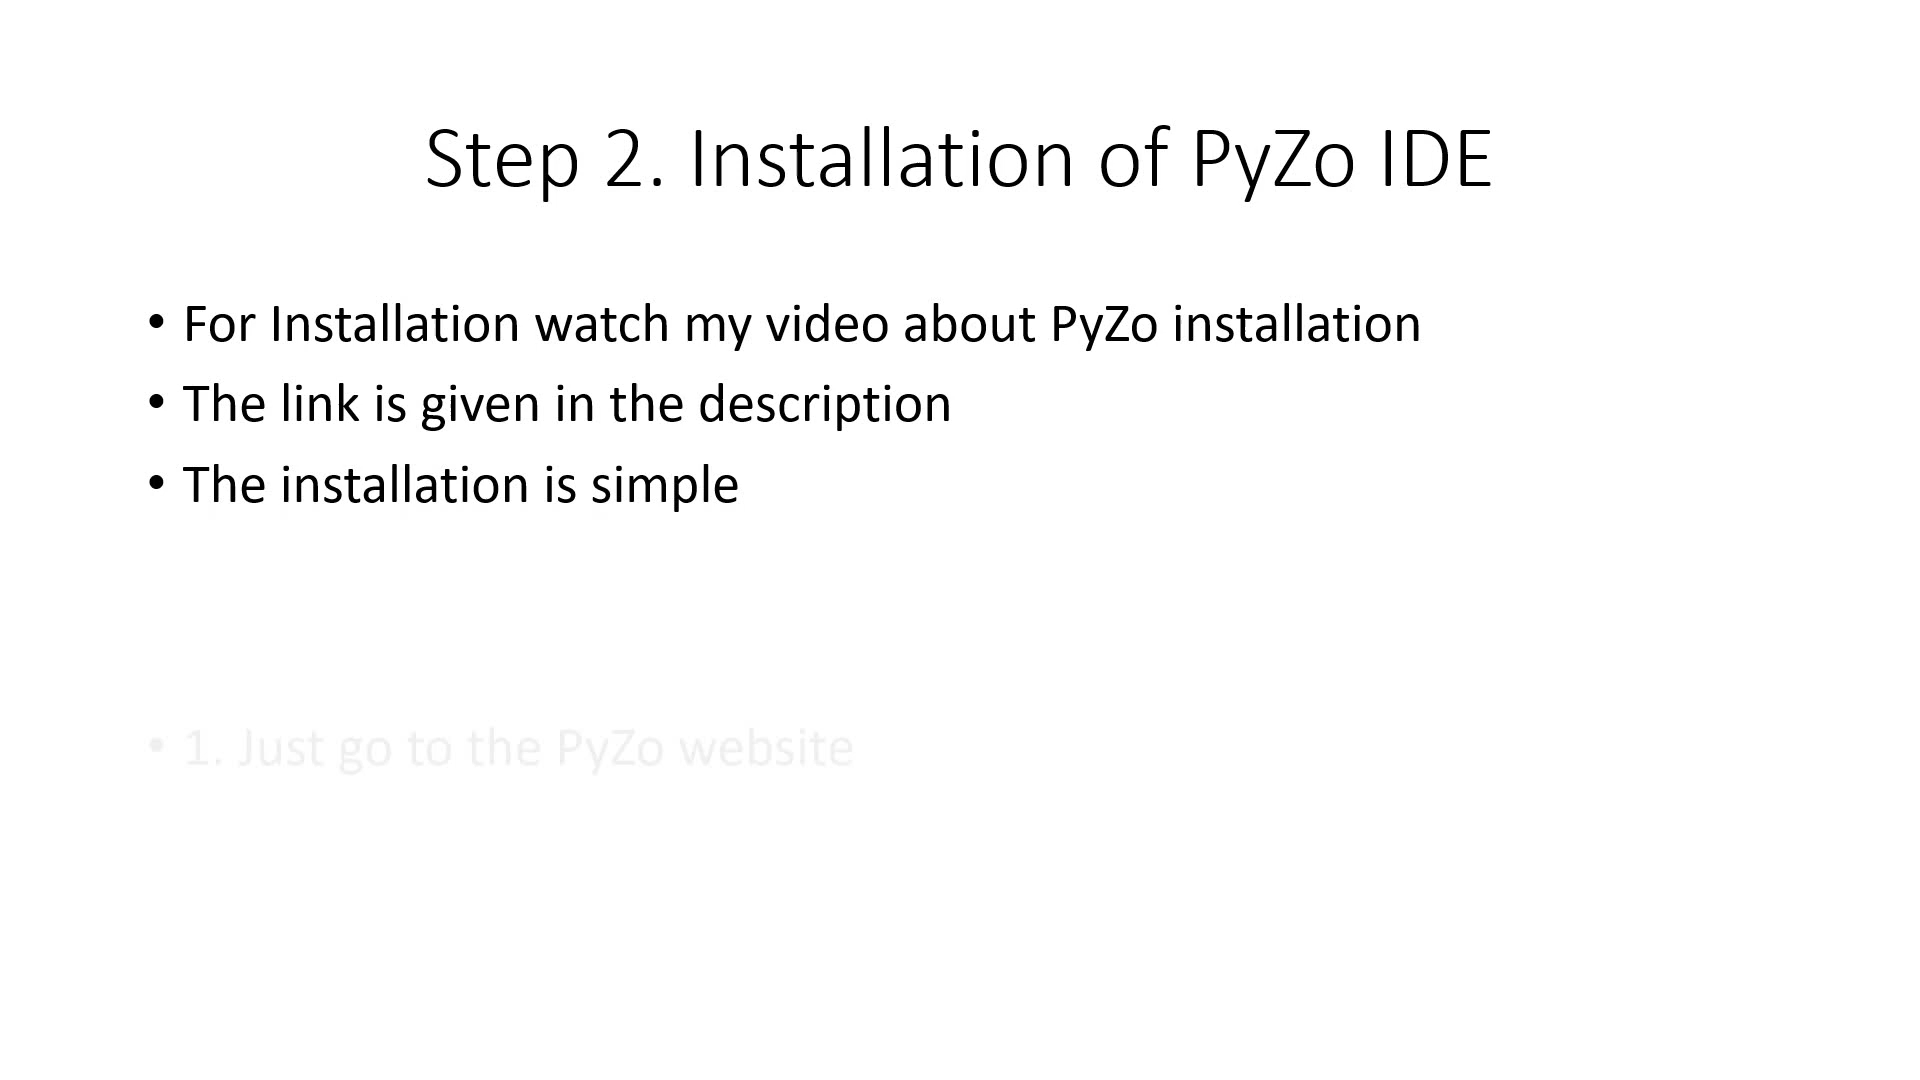 Step 2. Installation of PyZo IDE
• For Installation watch my video about PyZo installation
• The link is given in the description
• The installation is simple
• 1. Just go to the PyZo website